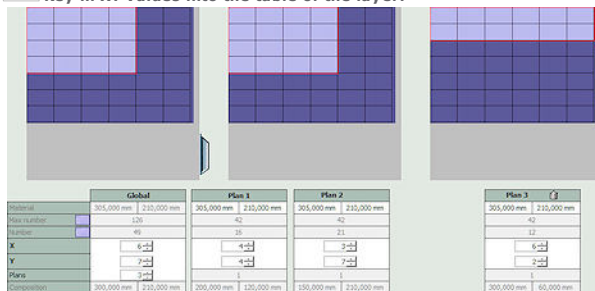 Key in XY values into the table of the layer.
Global Plan 1 Plan 2 Plan 3
Material 305,000 mm 210,000 mm 305,000 mm 210,000 mm 305,000 mm 210,000 mm 305,000 mm 210,000 mm
Max number 126 42 42 42
Number 49 16 21 12
X 6 4 3 6
Y 7 4 7 2
Plans 3 1 1 1
Composition 300,000 mm 210,000 mm 200,000 mm 120,000 mm 150,000 mm 210,000 mm 300,000 mm 60,000 mm